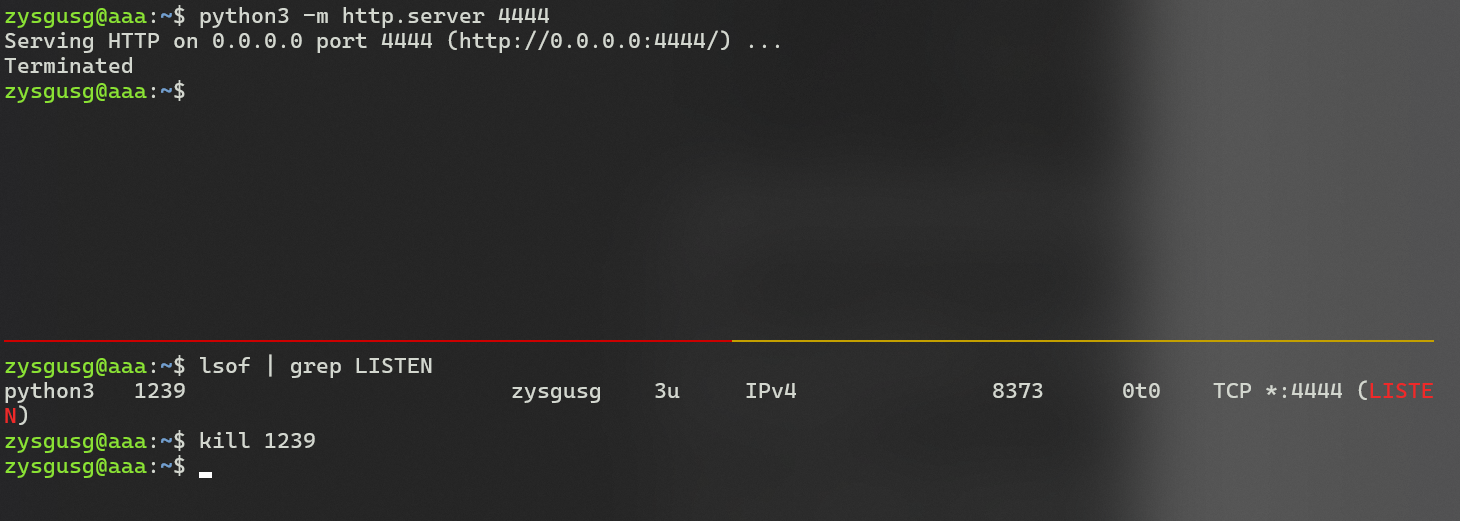 zysgusg@aaa:~$ python3 -m http.server 4444
Serving HTTP on 0.0.0.0 port 4444 (http://0.0.0.0:4444/) ...
Terminated
zysgusg@aaa:~$
zysgusg@aaa:~$ lsof | grep LISTEN
python3   1239                         zysgusg    3u     IPv4               8373      0t0    TCP *:4444 (LISTE
N)
zysgusg@aaa:~$ kill 1239
zysgusg@aaa:~$